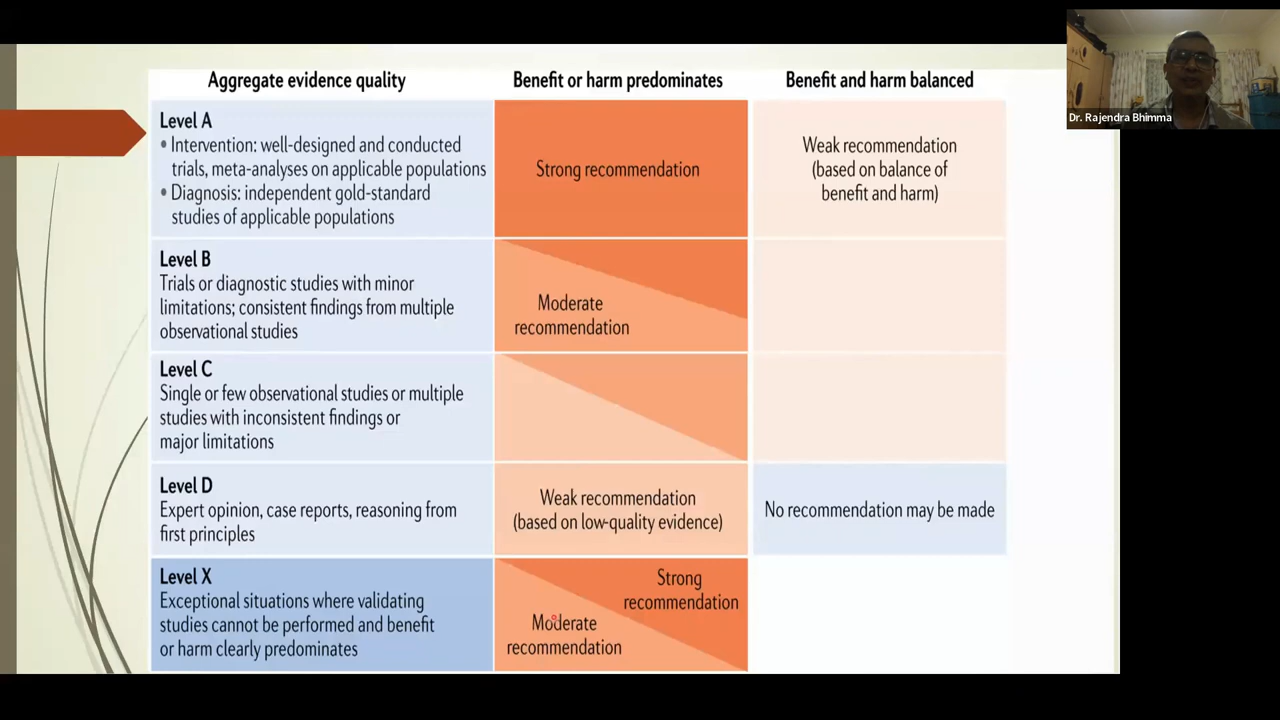 Aggregate evidence quality
Benefit or harm predominates
Benefit and harm balanced
Dr. Rajendra Bhimma
Level A
• Intervention: well-designed and conducted
trials, meta-analyses on applicable populations
• Diagnosis: independent gold-standard
studies of applicable populations
Strong recommendation
Weak recommendation
(based on balance of
benefit and harm)
Level B
Trials or diagnostic studies with minor
limitations; consistent findings from multiple
observational studies
Moderate
recommendation
Level C
Single or few observational studies or multiple
studies with inconsistent findings or
major limitations
Level D
Expert opinion, case reports, reasoning from
first principles
Weak recommendation
(based on low-quality evidence)
No recommendation may be made
Level X
Exceptional situations where validating
studies cannot be performed and benefit
or harm clearly predominates
Strong
recommendation
Moderate
recommendation